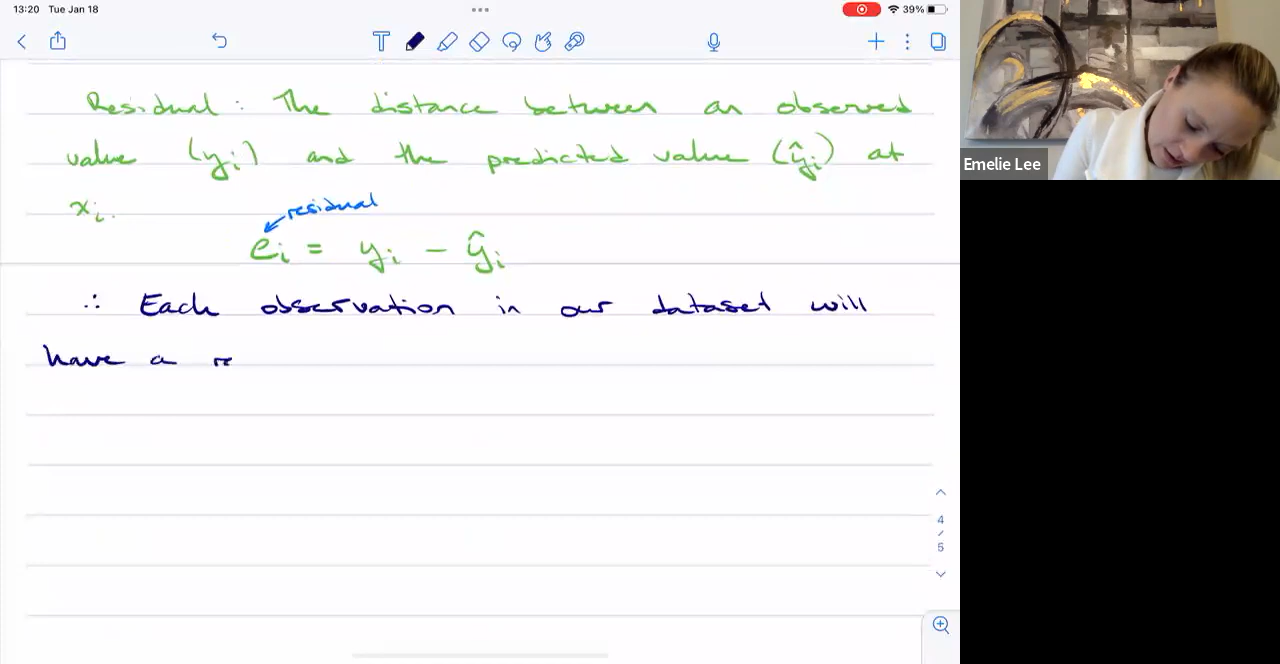 13:20 Tue Jan 18
39%
Residual: The distance between an observed
value (yᵢ) and the predicted value (ŷᵢ) at
xᵢ.
residual
eᵢ = yᵢ - ŷᵢ
∴ Each observation in our dataset will
have a re
4
/
5
Emelie Lee